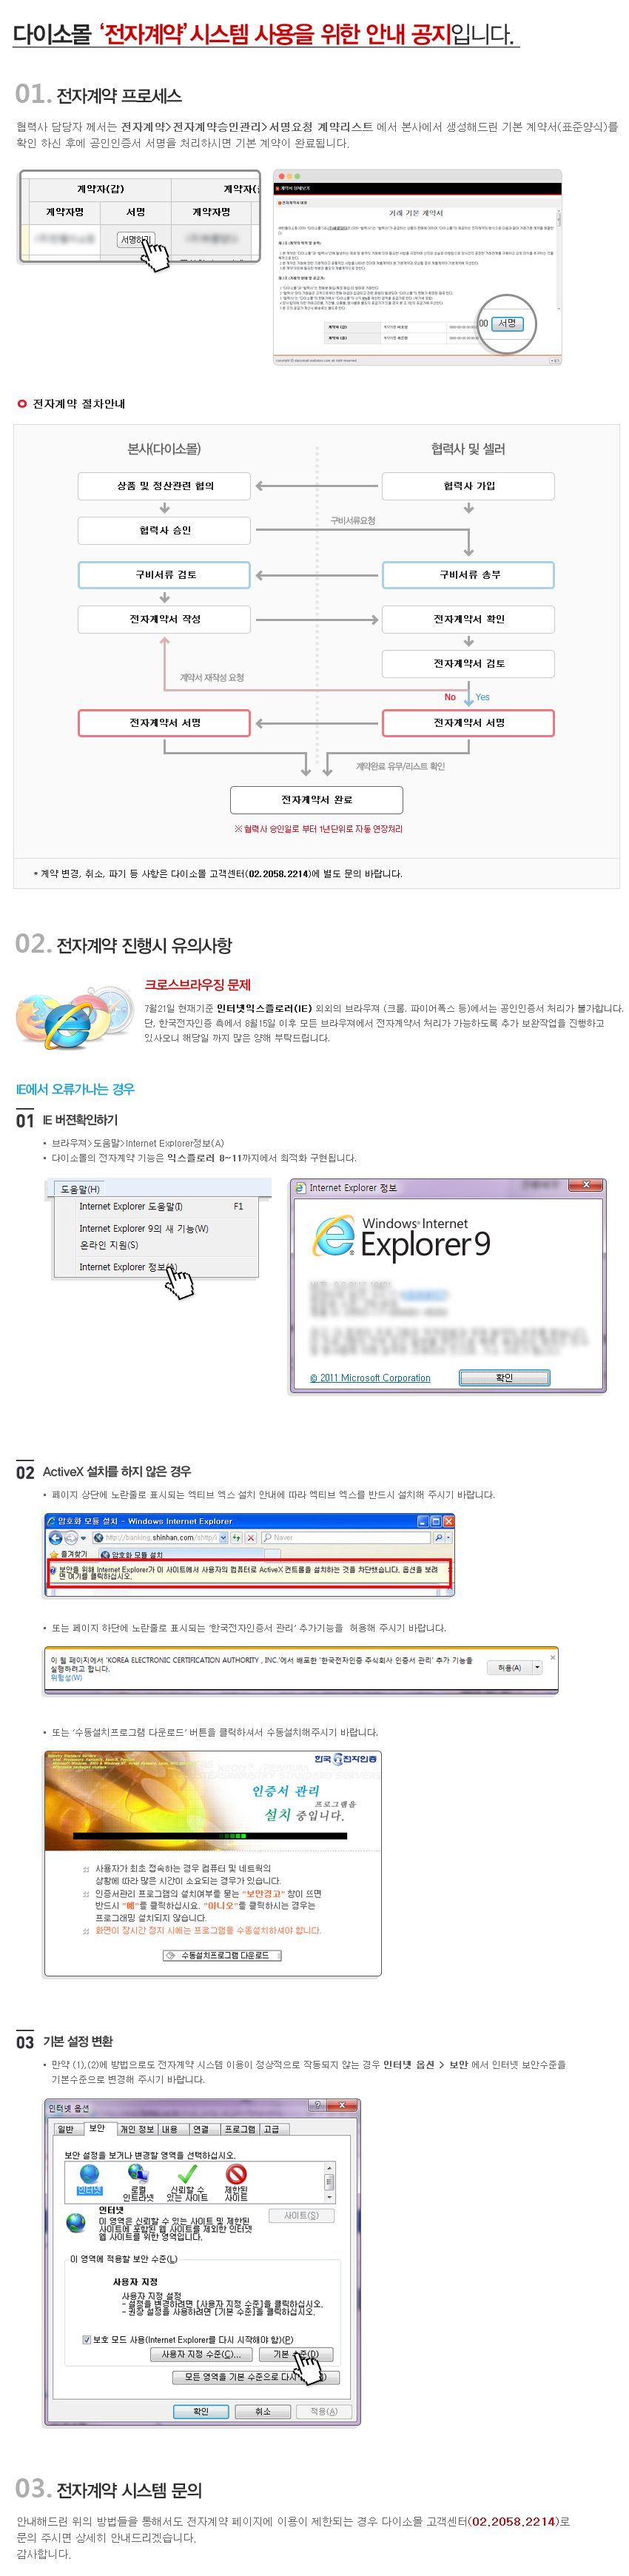 다이소몰 ‘전자계약’ 시스템 사용을 위한 안내 공지입니다.
01. 전자계약 프로세스
협력사 담당자 께서는 전자계약>전자계약승인관리>서명요청 계약리스트 에서 본사에서 생성해드린 기본 계약서(표준양식)를
확인 하신 후에 공인인증서 서명을 처리하시면 기본 계약이 완료됩니다.
계약자(갑)
계약자명 서명 계약자명
서명하기
거래 기본 계약서
00 서명
전자계약 절차안내
본사(다이소몰) 협력사 및 셀러
상품 및 정산관련 협의 협력사 가입
협력사 승인 구비서류요청
구비서류 검토 구비서류 송부
전자계약서 작성 전자계약서 확인
전자계약서 검토
계약서 재작성 요청
No Yes
전자계약서 서명 전자계약서 서명
계약완료 유무/리스트 확인
전자계약서 완료
※ 협력사 승인일로 부터 1년단위로 자동 연장처리
* 계약 변경, 취소, 파기 등 사항은 다이소몰 고객센터(02.2058.2214)에 별도 문의 바랍니다.
02. 전자계약 진행시 유의사항
크로스브라우징 문제
7월21일 현재기준 인터넷익스플로러(IE) 외외의 브라우져 (크롬, 파이어폭스 등)에서는 공인인증서 처리가 불가합니다.
단, 한국전자인증 측에서 8월15일 이후 모든 브라우져에서 전자계약서 처리가 가능하도록 추가 보완작업을 진행하고
있사오니 해당일 까지 많은 양해 부탁드립니다.
IE에서 오류가나는 경우
01 IE 버젼확인하기
• 브라우져>도움말>Internet Explorer정보(A)
• 다이소몰의 전자계약 기능은 익스플로러 8~11까지에서 최적화 구현됩니다.
도움말(H)
Internet Explorer 도움말(I) F1
Internet Explorer 9의 새 기능(W)
온라인 지원(S)
Internet Explorer 정보(A)
Internet Explorer 정보
Windows Internet
Explorer 9
© 2011 Microsoft Corporation 확인
02 ActiveX 설치를 하지 않은 경우
• 페이지 상단에 노란줄로 표시되는 엑티브 엑스 설치 안내에 따라 엑티브 엑스를 반드시 설치해 주시기 바랍니다.
암호화 모듈 설치 - Windows Internet Explorer
http://banking.shinhan.com/shttp/i Naver
즐겨찾기 암호화 모듈 설치
보안을 위해 Internet Explorer가 이 사이트에서 사용자의 컴퓨터로 ActiveX 컨트롤을 설치하는 것을 차단했습니다. 옵션을 보려
면 여기를 클릭하십시오.
• 또는 페이지 하단에 노란줄로 표시되는 ‘한국전자인증서 관리’ 추가기능을 허용해 주시기 바랍니다.
이 웹 페이지에서 'KOREA ELECTRONIC CERTIFICATION AUTHORITY , INC.'에서 배포한 '한국전자인증 주식회사 인증서 관리' 추가 기능을
실행하려고 합니다.
위험성(W)
허용(A)
• 또는 ‘수동설치프로그램 다운로드’ 버튼을 클릭하셔서 수동설치해주시기 바랍니다.
한국전자인증
인증서 관리
프로그램을
설치 중입니다.
사용자가 최초 접속하는 경우 컴퓨터 및 네트웍의
상황에 따라 많은 시간이 소요되는 경우가 있습니다.
인증서관리 프로그램의 설치여부를 묻는 "보안경고" 창이 뜨면
반드시 "예"를 클릭하십시요. "아니오"를 클릭하시는 경우는
프로그래밍 설치되지 않습니다.
화면이 장시간 정지 시에는 프로그램을 수동설치하셔야 합니다.
수동설치프로그램 다운로드
03 기본 설정 변환
• 만약 (1),(2)에 방법으로도 전자계약 시스템 이용이 정상적으로 작동되지 않는 경우 인터넷 옵션 > 보안 에서 인터넷 보안수준을
기본수준으로 변경해 주시기 바랍니다.
인터넷 옵션
일반 보안 개인 정보 내용 연결 프로그램 고급
보안 설정을 보거나 변경할 영역을 선택하십시오.
인터넷 로컬 인트라넷 신뢰할 수 있는 사이트 제한된 사이트
인터넷
이 영역은 신뢰할 수 있는 사이트 및 제한된
사이트에 포함된 웹 사이트를 제외한 인터넷
웹 사이트를 위한 영역입니다.
사이트(S)
이 영역에 적용할 보안 수준(L)
사용자 지정
사용자 지정 설정
- 설정을 변경하려면 [사용자 지정 수준]을 클릭하십시오.
- 권장 설정을 사용하려면 [기본 수준]을 클릭하십시오.
보호 모드 사용(Internet Explorer를 다시 시작해야 함)(P)
사용자 지정 수준(C)... 기본 수준(D)
모든 영역을 기본 수준으로 다시
확인 취소 적용(A)
03. 전자계약 시스템 문의
안내해드린 위의 방법들을 통해서도 전자계약 페이지에 이용이 제한되는 경우 다이소몰 고객센터(02.2058.2214)로
문의 주시면 상세히 안내드리겠습니다.
감사합니다.